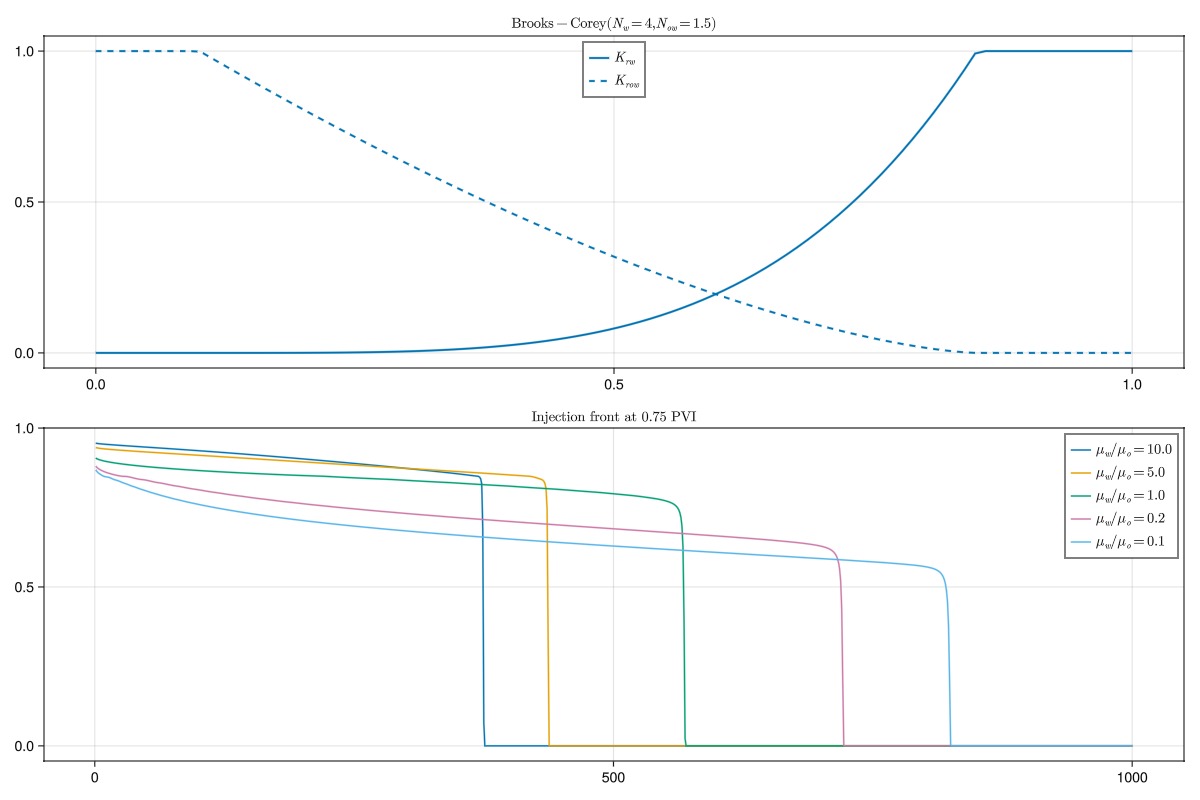 Brooks − Corey(N_w = 4, N_ow = 1.5)
K_rw
K_row
1.0
0.5
0.0
0.0 0.5 1.0
Injection front at 0.75 PVI
μ_w/μ_o = 10.0
μ_w/μ_o = 5.0
μ_w/μ_o = 1.0
μ_w/μ_o = 0.2
μ_w/μ_o = 0.1
1.0
0.5
0.0
0 500 1000